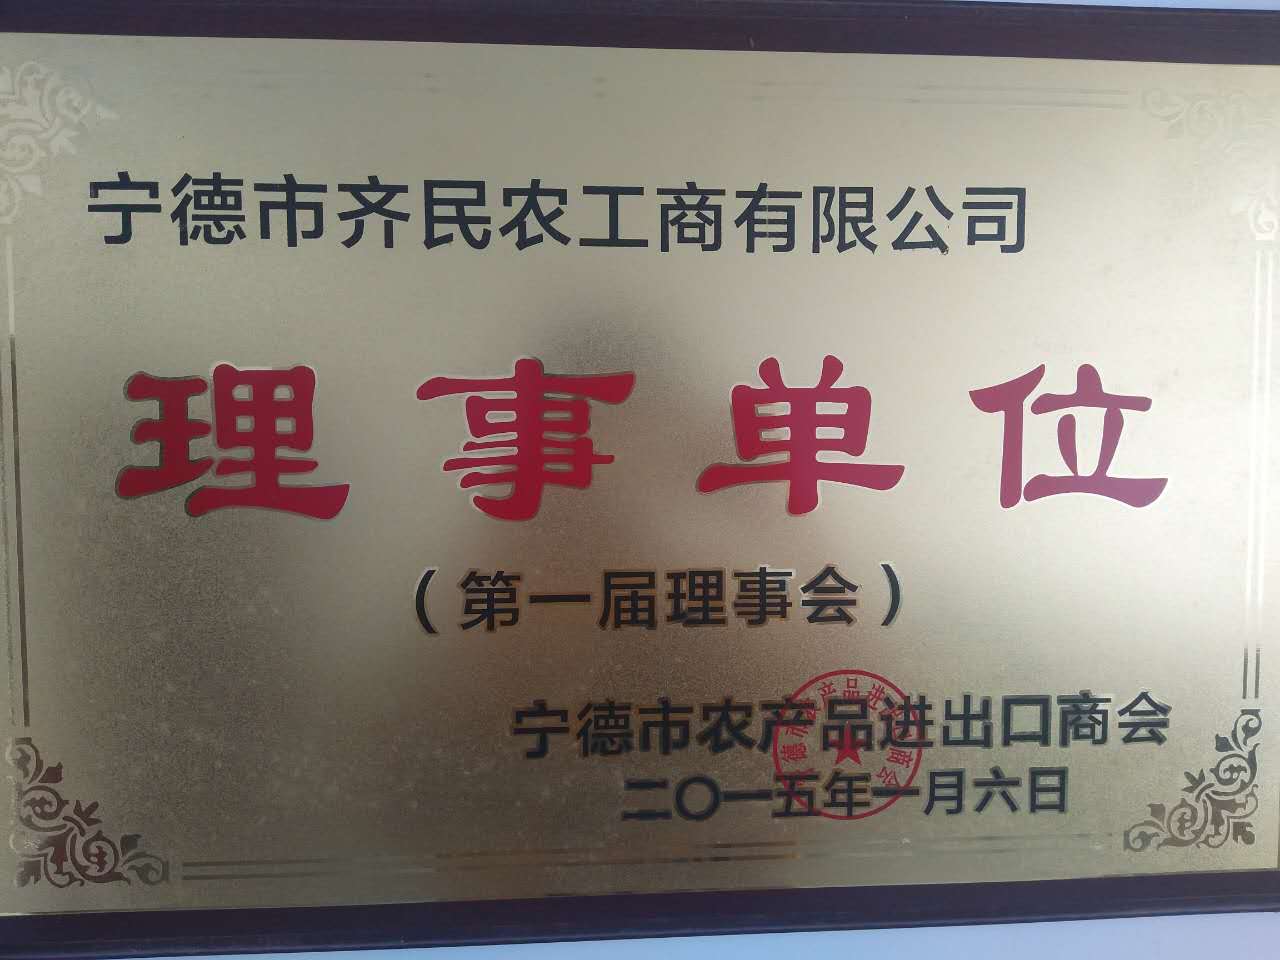 宁德市齐民农工商有限公司
理事单位
（第一届理事会）
宁德市农产品进出口商会
二〇一五年一月六日